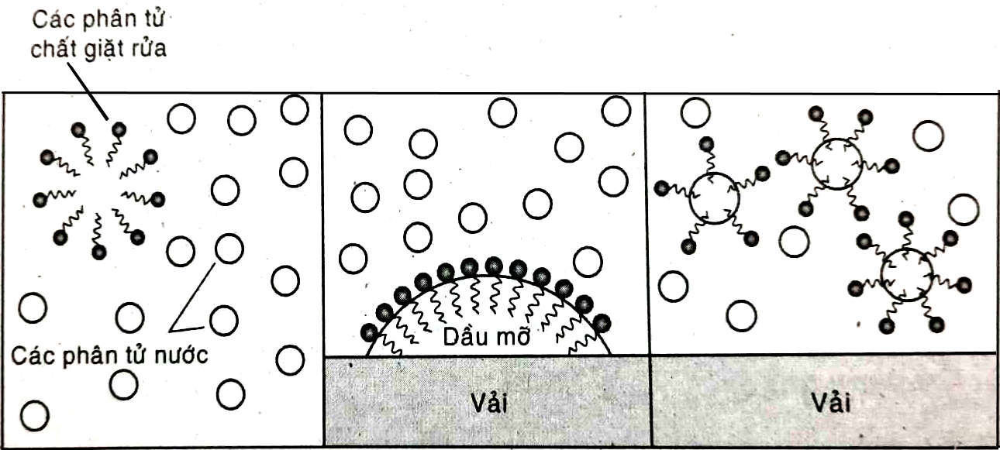 Các phân tử
chất giặt rửa
Các phân tử nước
Dầu mỡ
Vải
Vải